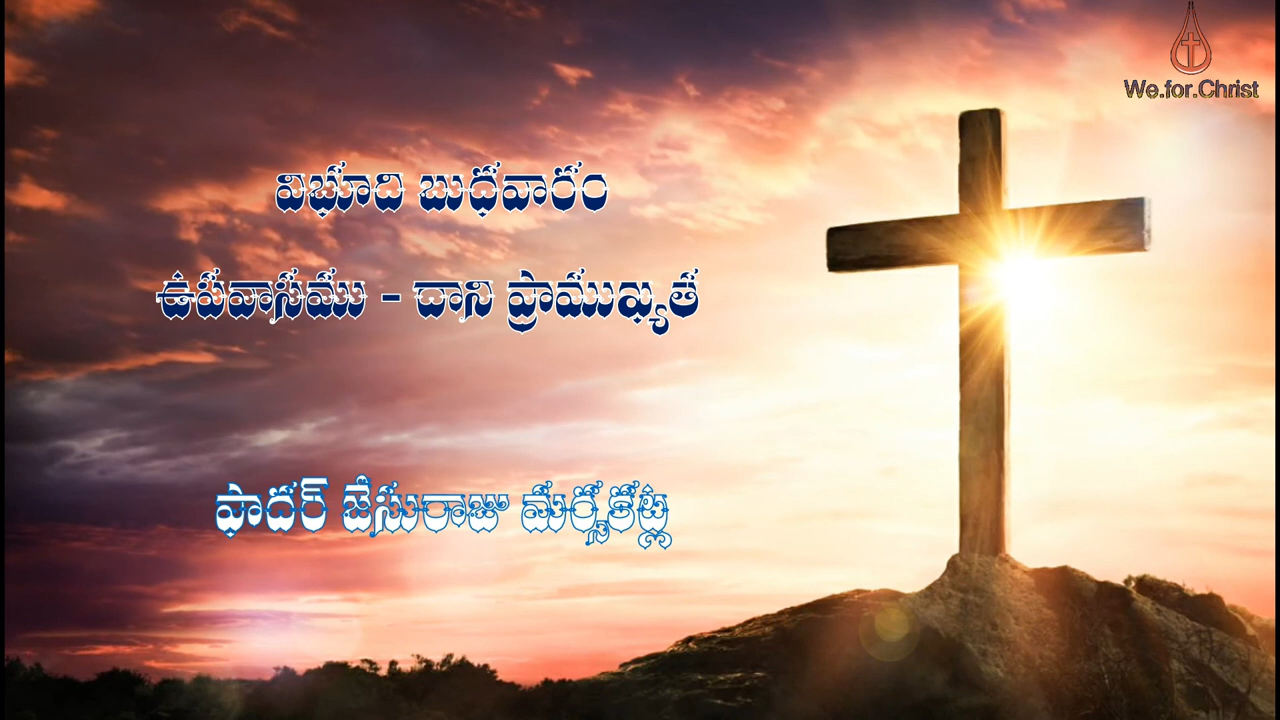 We.for.Christ
విభూది బుధవారం
ఉపవాసము - దాని ప్రాముఖ్యత
ఫాదర్ జేసురాజు మర్సకట్ల